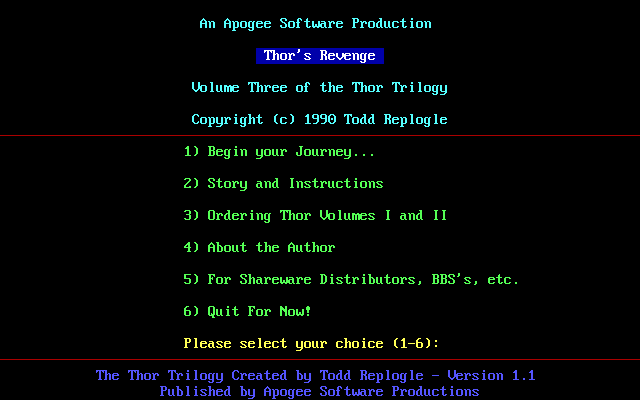 An Apogee Software Production
Thor's Revenge
Volume Three of the Thor Trilogy
Copyright (c) 1990 Todd Replogle
1) Begin your Journey...
2) Story and Instructions
3) Ordering Thor Volumes I and II
4) About the Author
5) For Shareware Distributors, BBS's, etc.
6) Quit For Now!
Please select your choice (1-6):
The Thor Trilogy Created by Todd Replogle - Version 1.1
Published by Apogee Software Productions